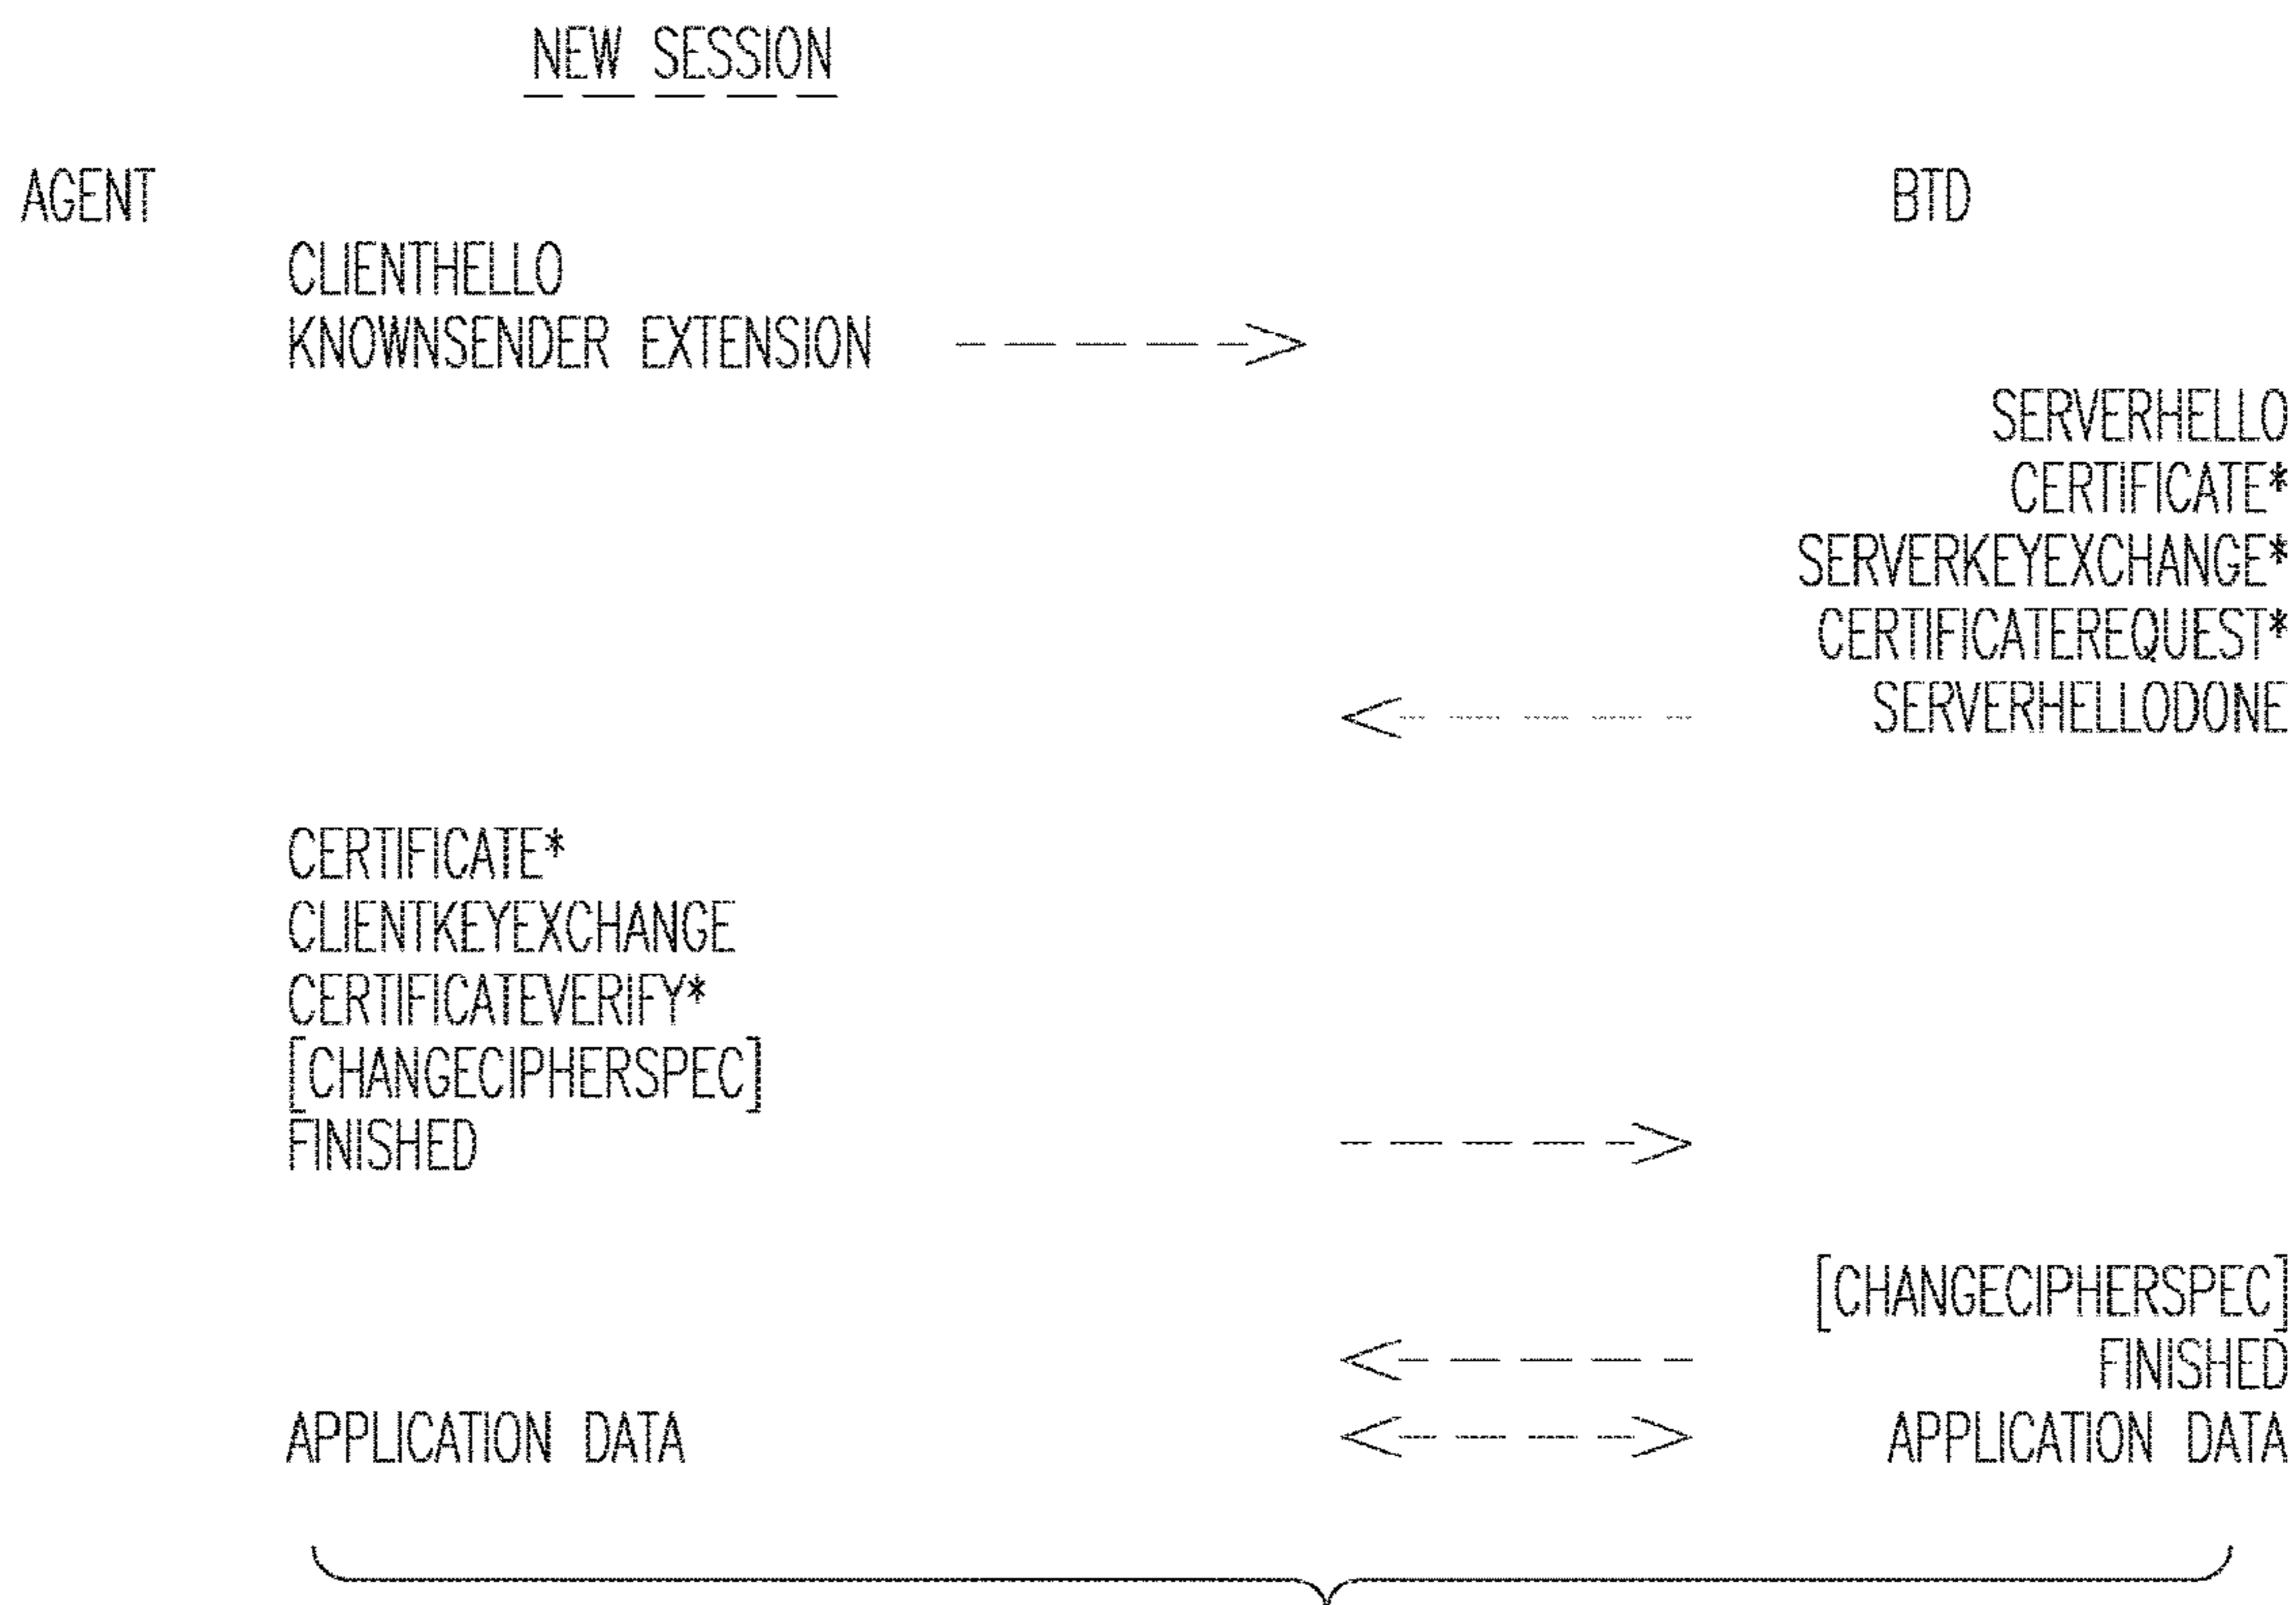 NEW SESSION
AGENT
BTD
CLIENTHELLO
KNOWNSENDER EXTENSION
SERVERHELLO
CERTIFICATE*
SERVERKEYEXCHANGE*
CERTIFICATEREQUEST*
SERVERHELLODONE
CERTIFICATE*
CLIENTKEYEXCHANGE
CERTIFICATEVERIFY*
[CHANGECIPHERSPEC]
FINISHED
[CHANGECIPHERSPEC]
FINISHED
APPLICATION DATA
APPLICATION DATA